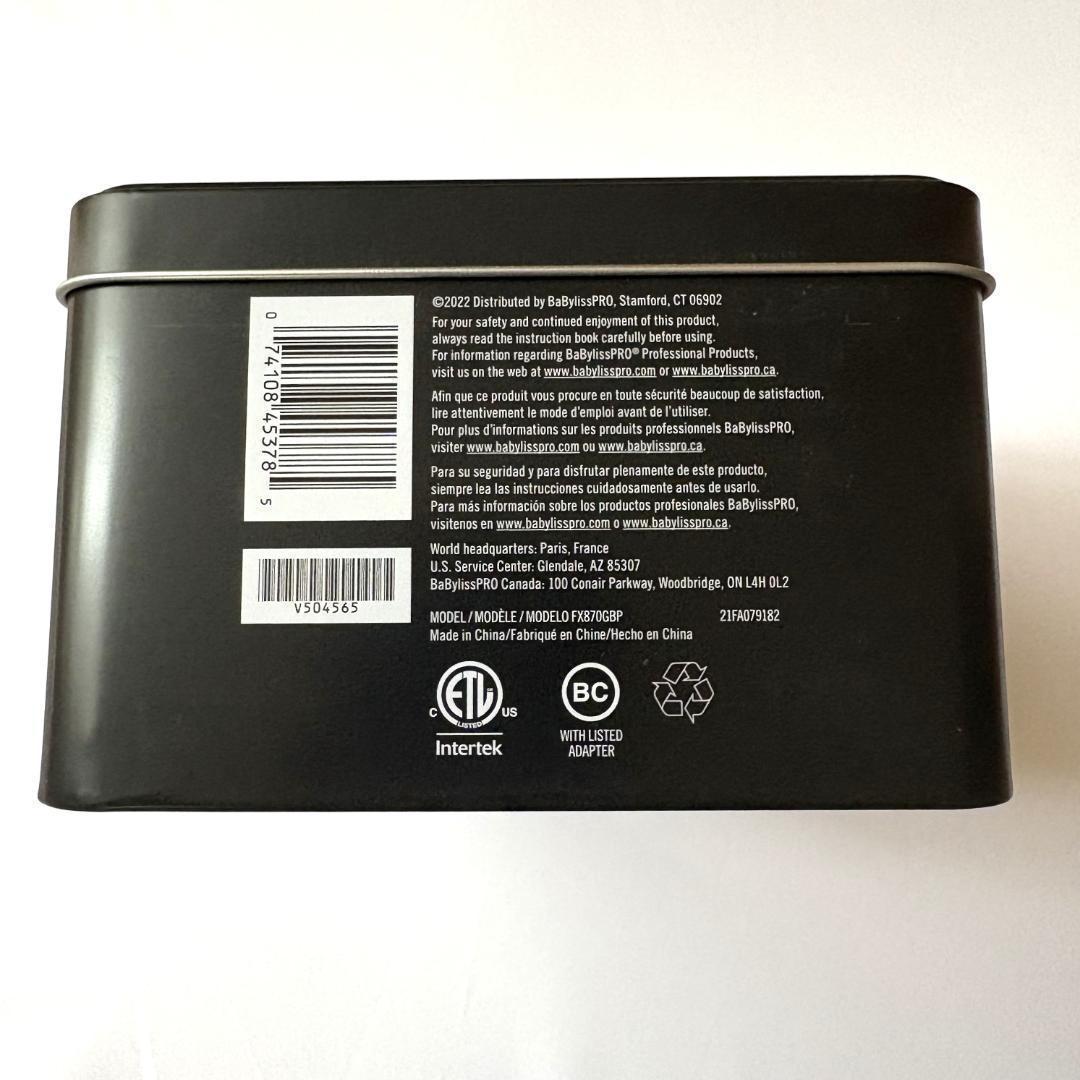 0 74108 45378 5
V504565
©2022 Distributed by BaBylissPRO, Stamford, CT 06902
For your safety and continued enjoyment of this product,
always read the instruction book carefully before using.
For information regarding BaBylissPRO® Professional Products,
visit us on the web at www.babylisspro.com or www.babylisspro.ca.
Afin que ce produit vous procure en toute sécurité beaucoup de satisfaction,
lire attentivement le mode d'emploi avant de l'utiliser.
Pour plus d'informations sur les produits professionnels BaBylissPRO,
visiter www.babylisspro.com ou www.babylisspro.ca.
Para su seguridad y para disfrutar plenamente de este producto,
siempre lea las instrucciones cuidadosamente antes de usarlo.
Para más información sobre los productos profesionales BaBylissPRO,
visitenos en www.babylisspro.com o www.babylisspro.ca.
World headquarters: Paris, France
U.S. Service Center: Glendale, AZ 85307
BaBylissPRO Canada: 100 Conair Parkway, Woodbridge, ON L4H 0L2
MODEL/MODÈLE/MODELO FX870GBP 21FA079182
Made in China/Fabriqué en Chine/Hecho en China
C ETL US
LISTED
Intertek
BC
WITH LISTED
ADAPTER